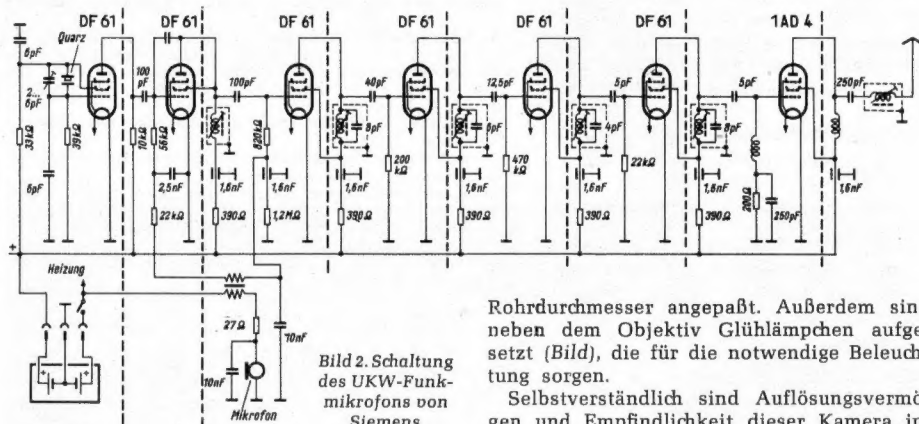 DF 61 DF 61 DF 61 DF 61 DF 61 DF 61 1AD 4
6pF
Quarz
2...
6pF
33kΩ
39kΩ
6pF
100
pF
10kΩ
56kΩ
2,5nF
22kΩ
100pF
1,6nF
390Ω
820kΩ
1,6nF
1,2MΩ
8pF
1,6nF
390Ω
40pF
200
kΩ
6pF
1,6nF
390Ω
12,5pF
470
kΩ
4pF
1,6nF
390Ω
5pF
22kΩ
8pF
1,6nF
390Ω
5pF
200Ω
250pF
250pF
1,6nF
+
Heizung
+
+
27Ω
10nF
10nF
Mikrofon
Bild 2. Schaltung
des UKW-Funk-
mikrofons von
Siemens
Rohrdurchmesser angepaßt. Außerdem sin
neben dem Objektiv Glühlämpchen aufge
setzt (Bild), die für die notwendige Beleuch
tung sorgen.
Selbstverständlich sind Auflösungsvermö
gen und Empfindlichkeit dieser Kamera in